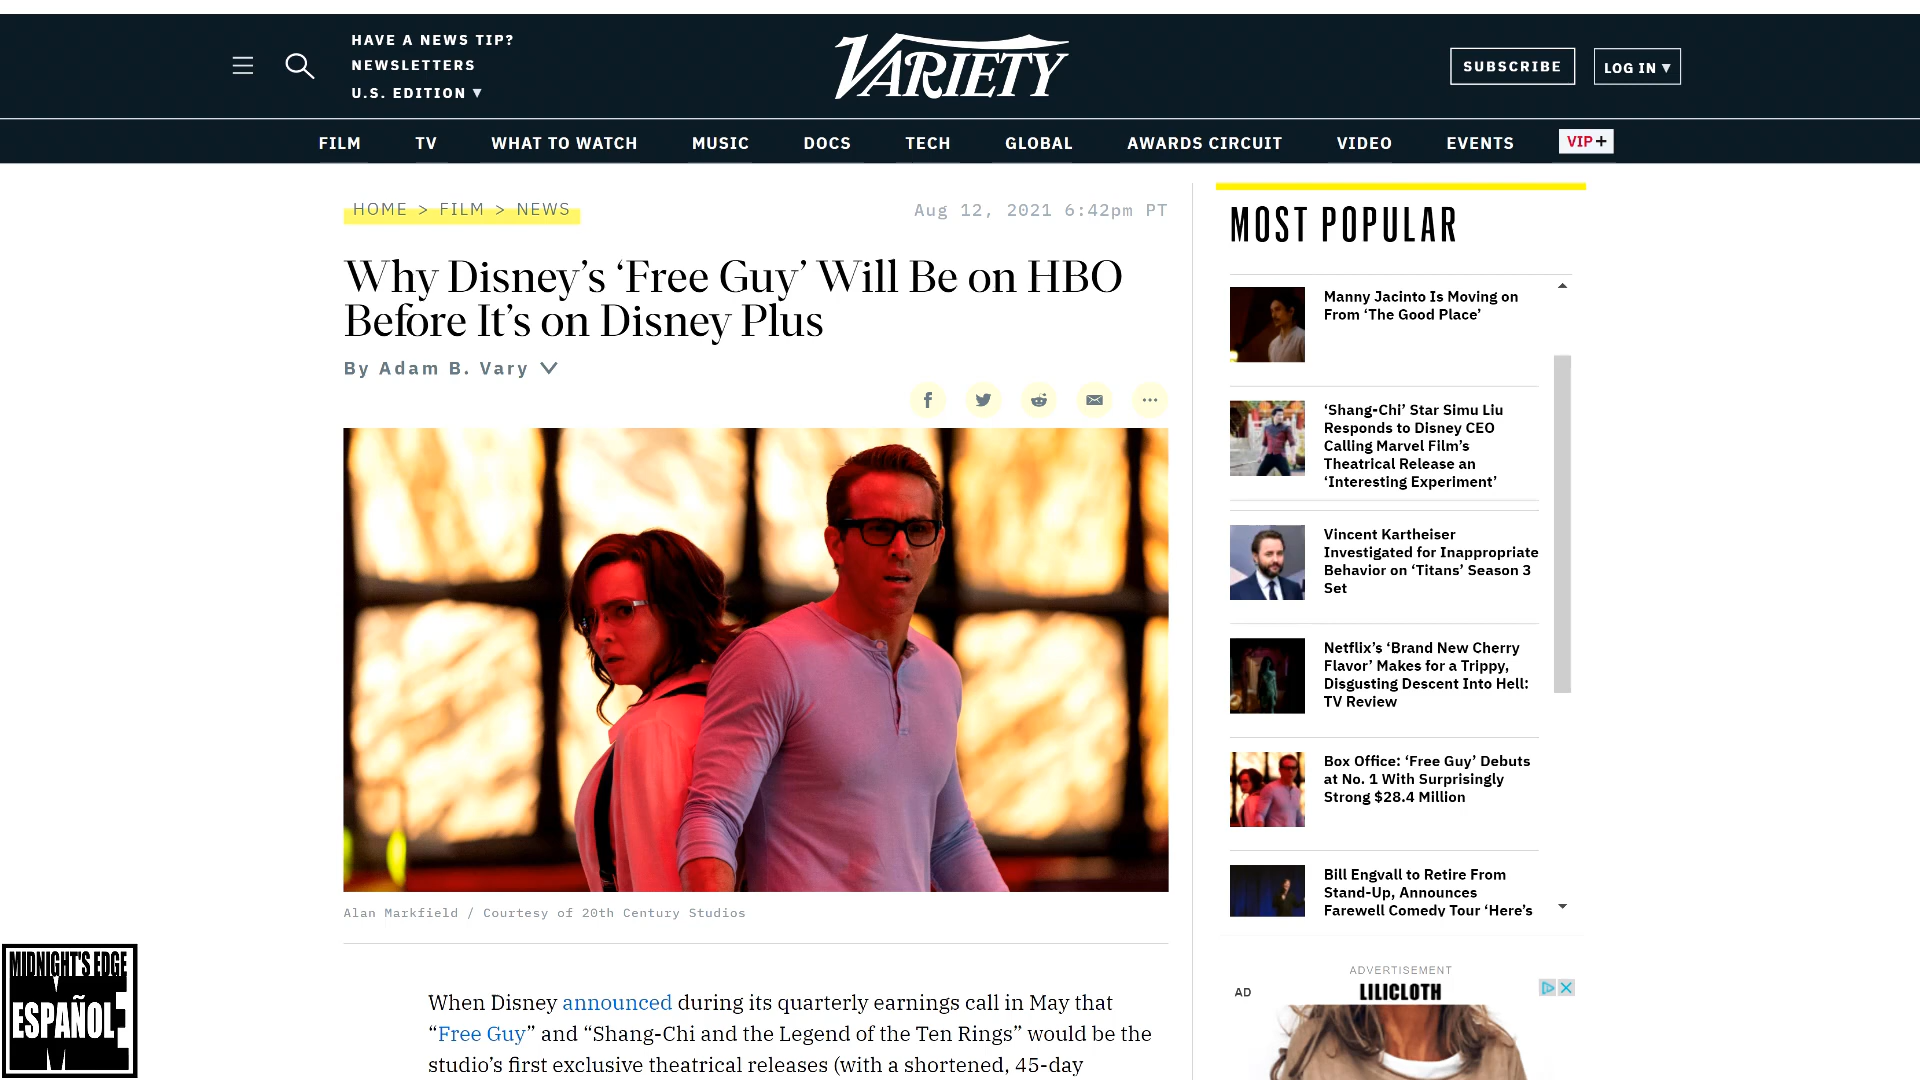 HAVE A NEWS TIP?
NEWSLETTERS
U.S. EDITION ▼
VARIETY
SUBSCRIBE
LOG IN ▼
FILM TV WHAT TO WATCH MUSIC DOCS TECH GLOBAL AWARDS CIRCUIT VIDEO EVENTS VIP+
HOME > FILM > NEWS
Aug 12, 2021 6:42pm PT
Why Disney’s ‘Free Guy’ Will Be on HBO
Before It’s on Disney Plus
By Adam B. Vary
Alan Markfield / Courtesy of 20th Century Studios
When Disney announced during its quarterly earnings call in May that
“Free Guy” and “Shang-Chi and the Legend of the Ten Rings” would be the
studio’s first exclusive theatrical releases (with a shortened, 45-day
MOST POPULAR
Manny Jacinto Is Moving on
From ‘The Good Place’
‘Shang-Chi’ Star Simu Liu
Responds to Disney CEO
Calling Marvel Film’s
Theatrical Release an
‘Interesting Experiment’
Vincent Kartheiser
Investigated for Inappropriate
Behavior on ‘Titans’ Season 3
Set
Netflix’s ‘Brand New Cherry
Flavor’ Makes for a Trippy,
Disgusting Descent Into Hell:
TV Review
Box Office: ‘Free Guy’ Debuts
at No. 1 With Surprisingly
Strong $28.4 Million
Bill Engvall to Retire From
Stand-Up, Announces
Farewell Comedy Tour ‘Here’s
ADVERTISEMENT
AD
LILICLOTH
MIDNIGHT'S EDGE
ESPAÑOL